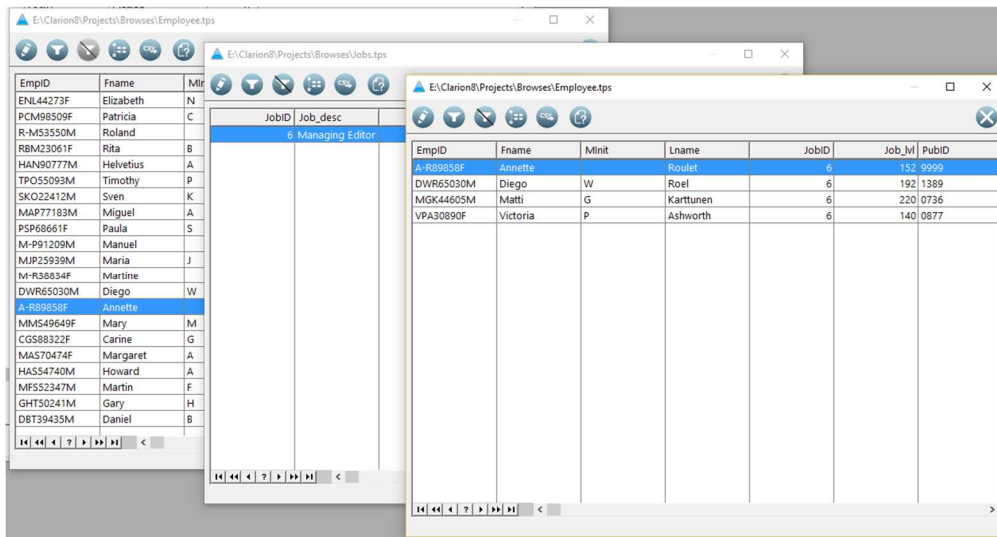 E:\Clarion8\Projects\Browses\Employee.tps
CSV
EmpID Fname MIn
ENL44273F Elizabeth N
PCM98509F Patricia C
R-M53550M Roland
RBM23061F Rita B
HAN90777M Helvetius A
TPO55093M Timothy P
SKO22412M Sven K
MAP77183M Miguel A
PSP68661F Paula S
M-P91209M Manuel
MJP25939M Maria J
M-R38834F Martine
DWR65030M Diego W
A-R89858F Annette
MMS49649F Mary M
CGS88322F Carine G
MAS70474F Margaret A
HAS54740M Howard A
MFS52347M Martin F
GHT50241M Gary H
DBT39435M Daniel B
?
E:\Clarion8\Projects\Browses\Jobs.tps
CSV
JobID Job_desc
6 Managing Editor
?
E:\Clarion8\Projects\Browses\Employee.tps
CSV
EmpID Fname MInit Lname JobID Job_lvl PubID
A-R89858F Annette Roulet 6 152 9999
DWR65030M Diego W Roel 6 192 1389
MGK44605M Matti G Karttunen 6 220 0736
VPA30890F Victoria P Ashworth 6 140 0877
?